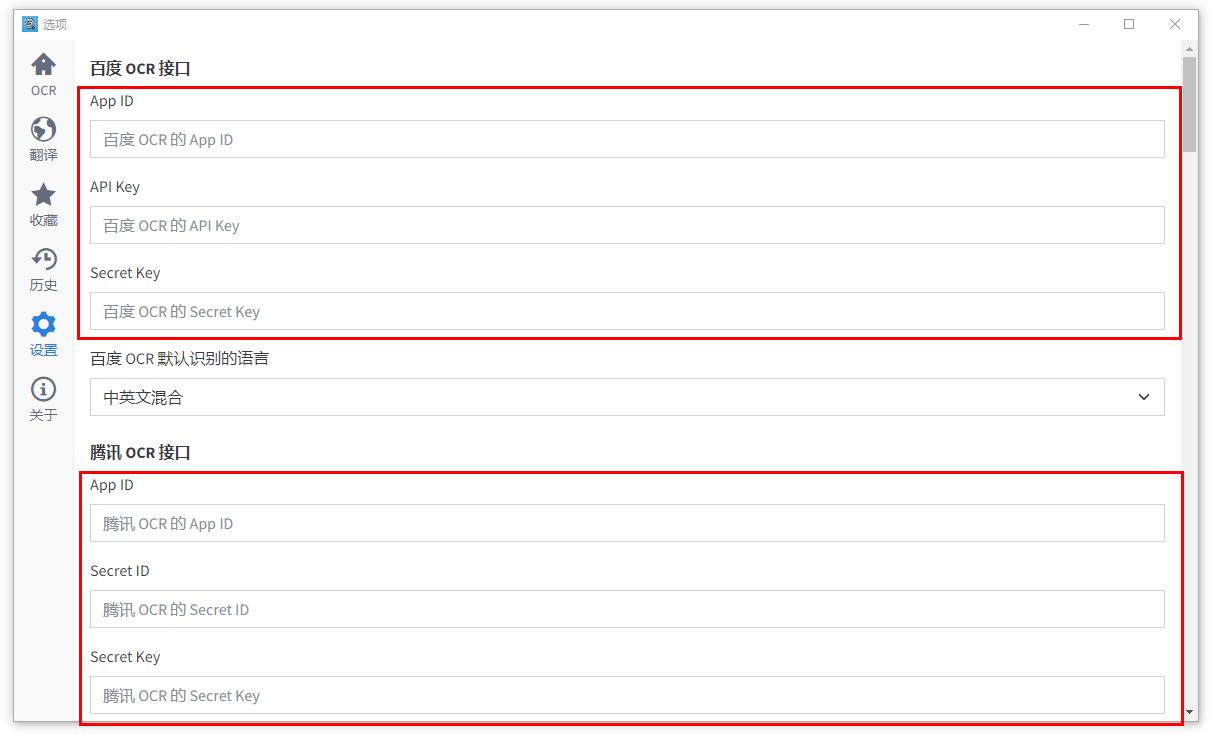 选项
OCR
翻译
收藏
历史
设置
关于
百度 OCR 接口
App ID
百度 OCR 的 App ID
API Key
百度 OCR 的 API Key
Secret Key
百度 OCR 的 Secret Key
百度 OCR 默认识别的语言
中英文混合
腾讯 OCR 接口
App ID
腾讯 OCR 的 App ID
Secret ID
腾讯 OCR 的 Secret ID
Secret Key
腾讯 OCR 的 Secret Key